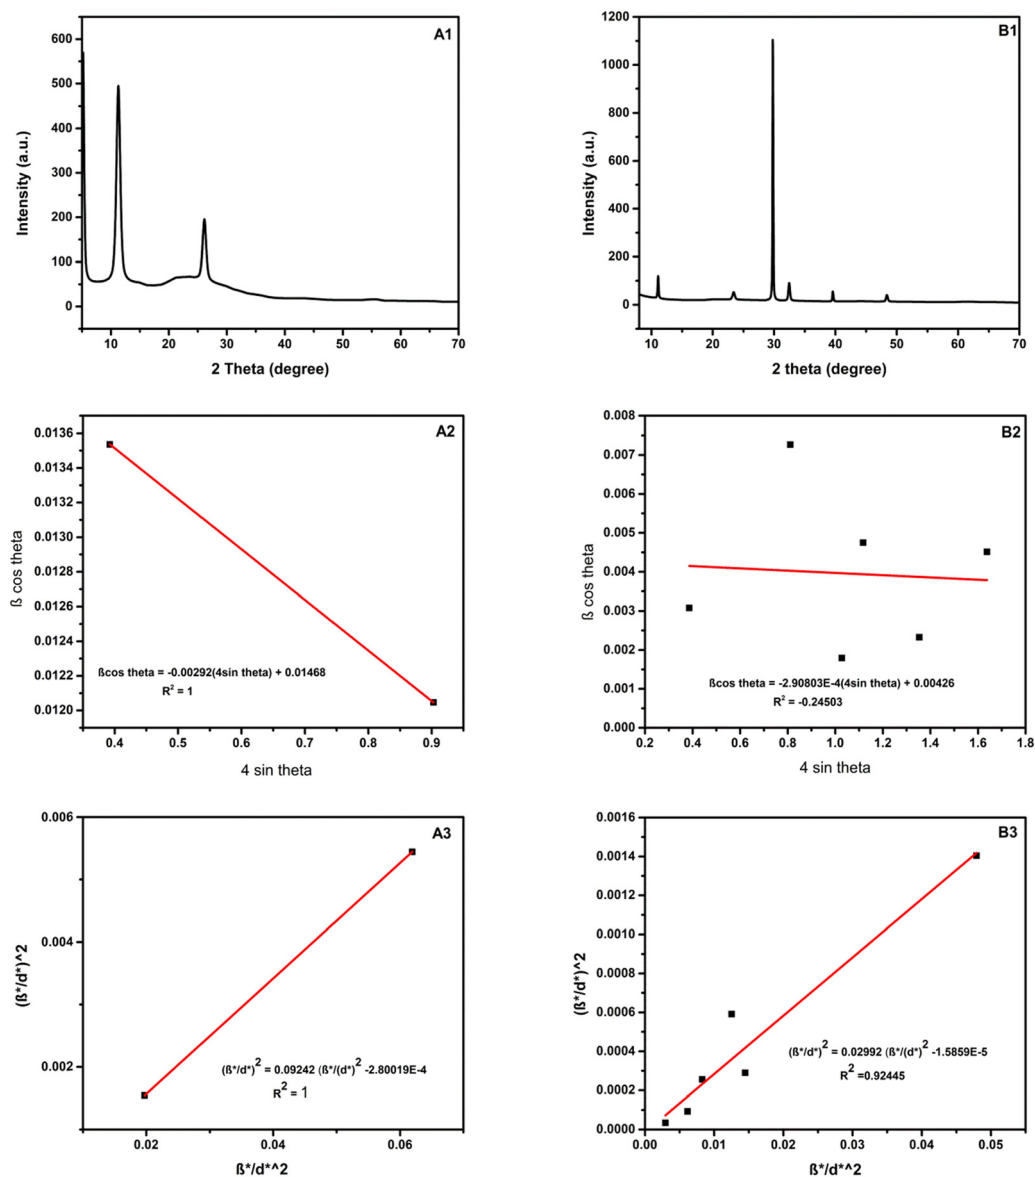 A1
600
500
400
300
200
100
0
Intensity (a.u.)
10 20 30 40 50 60 70
2 Theta (degree)
B1
1200
1000
800
600
400
200
0
Intensity (a.u.)
10 20 30 40 50 60 70
2 theta (degree)
A2
0.0136
0.0134
0.0132
0.0130
0.0128
0.0126
0.0124
0.0122
0.0120
ß cos theta
ßcos theta = -0.00292(4sin theta) + 0.01468
R^2 = 1
0.4 0.5 0.6 0.7 0.8 0.9
4 sin theta
B2
0.008
0.007
0.006
0.005
0.004
0.003
0.002
0.001
0.000
ß cos theta
ßcos theta = -2.90803E-4(4sin theta) + 0.00426
R^2 = -0.24503
0.2 0.4 0.6 0.8 1.0 1.2 1.4 1.6 1.8
4 sin theta
A3
0.006
0.004
0.002
(ß*/d*)^2
(ß*/d*)^2 = 0.09242 (ß*/(d*)^2 -2.80019E-4
R^2 = 1
0.02 0.04 0.06
ß*/d*^2
B3
0.0016
0.0014
0.0012
0.0010
0.0008
0.0006
0.0004
0.0002
0.0000
(ß*/d*)^2
(ß*/d*)^2 = 0.02992 (ß*/(d*)^2 -1.5859E-5
R^2 =0.92445
0.00 0.01 0.02 0.03 0.04 0.05
ß*/d*^2